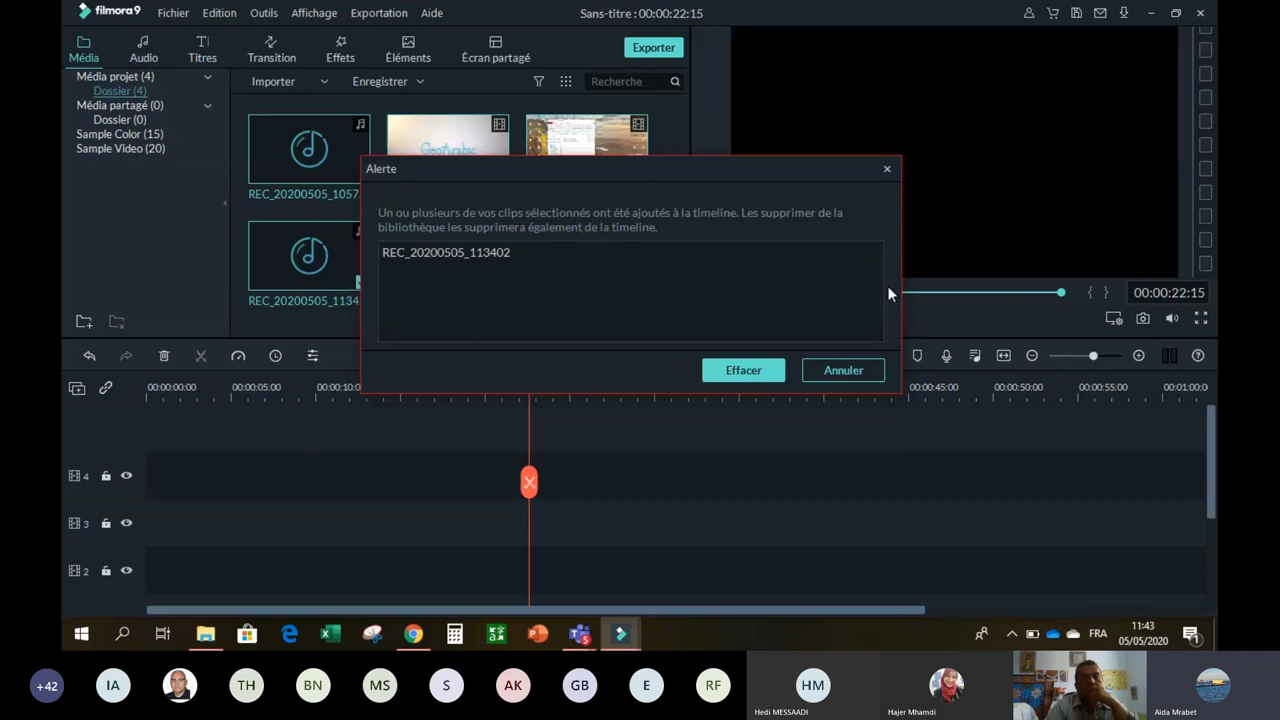 filmora9 Fichier Edition Outils Affichage Exportation Aide Sans-titre : 00:00:22:15
Média Audio Titres Transition Effets Éléments Écran partagé Exporter
Média projet (4)
Dossier (4)
Média partagé (0)
Dossier (0)
Sample Color (15)
Sample Video (20)
Importer Enregistrer Recherche
GeozArabic
REC_20200505_1057
REC_20200505_1134
Alerte
Un ou plusieurs de vos clips sélectionnés ont été ajoutés à la timeline. Les supprimer de la
bibliothèque les supprimera également de la timeline.
REC_20200505_113402
Effacer Annuler
00:00:22:15
00:00:00:00 00:00:05:00 00:00:10:0 00:00:45:00 00:00:50:00 00:00:55:00 00:01:00:0
4
3
2
FRA
11:43
05/05/2020
1
+42 IA TH BN MS S AK GB E RF HM
Hedi MESSAADI Hajer Mhamdi Aida Mrabet